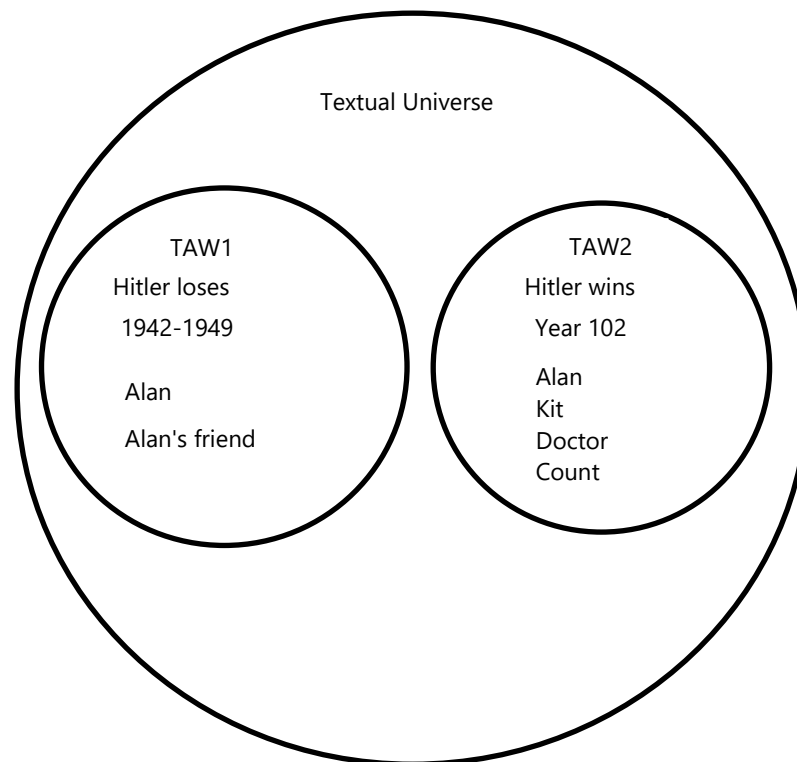 Textual Universe
TAW1
Hitler loses
1942-1949
Alan
Alan's friend
TAW2
Hitler wins
Year 102
Alan
Kit
Doctor
Count